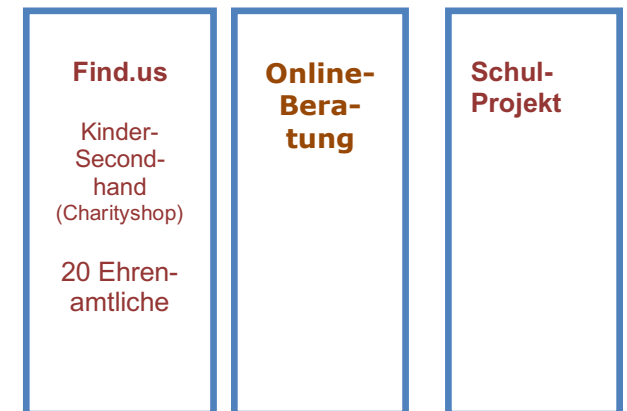 Find.us
Kinder-
Second-
hand
(Charityshop)
20 Ehren-
amtliche
Online-
Bera-
tung
Schul-
Projekt